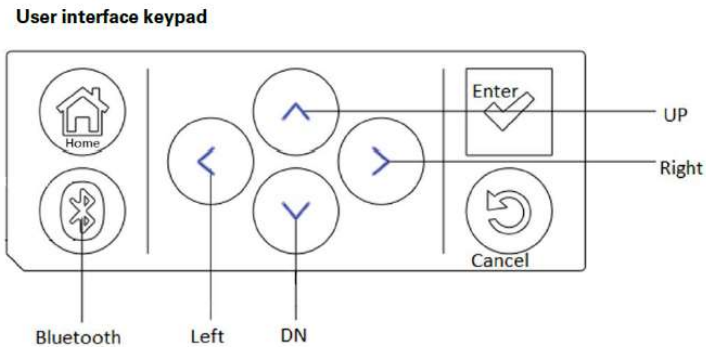 User interface keypad
Home
Enter
UP
Right
Cancel
Bluetooth
Left
DN